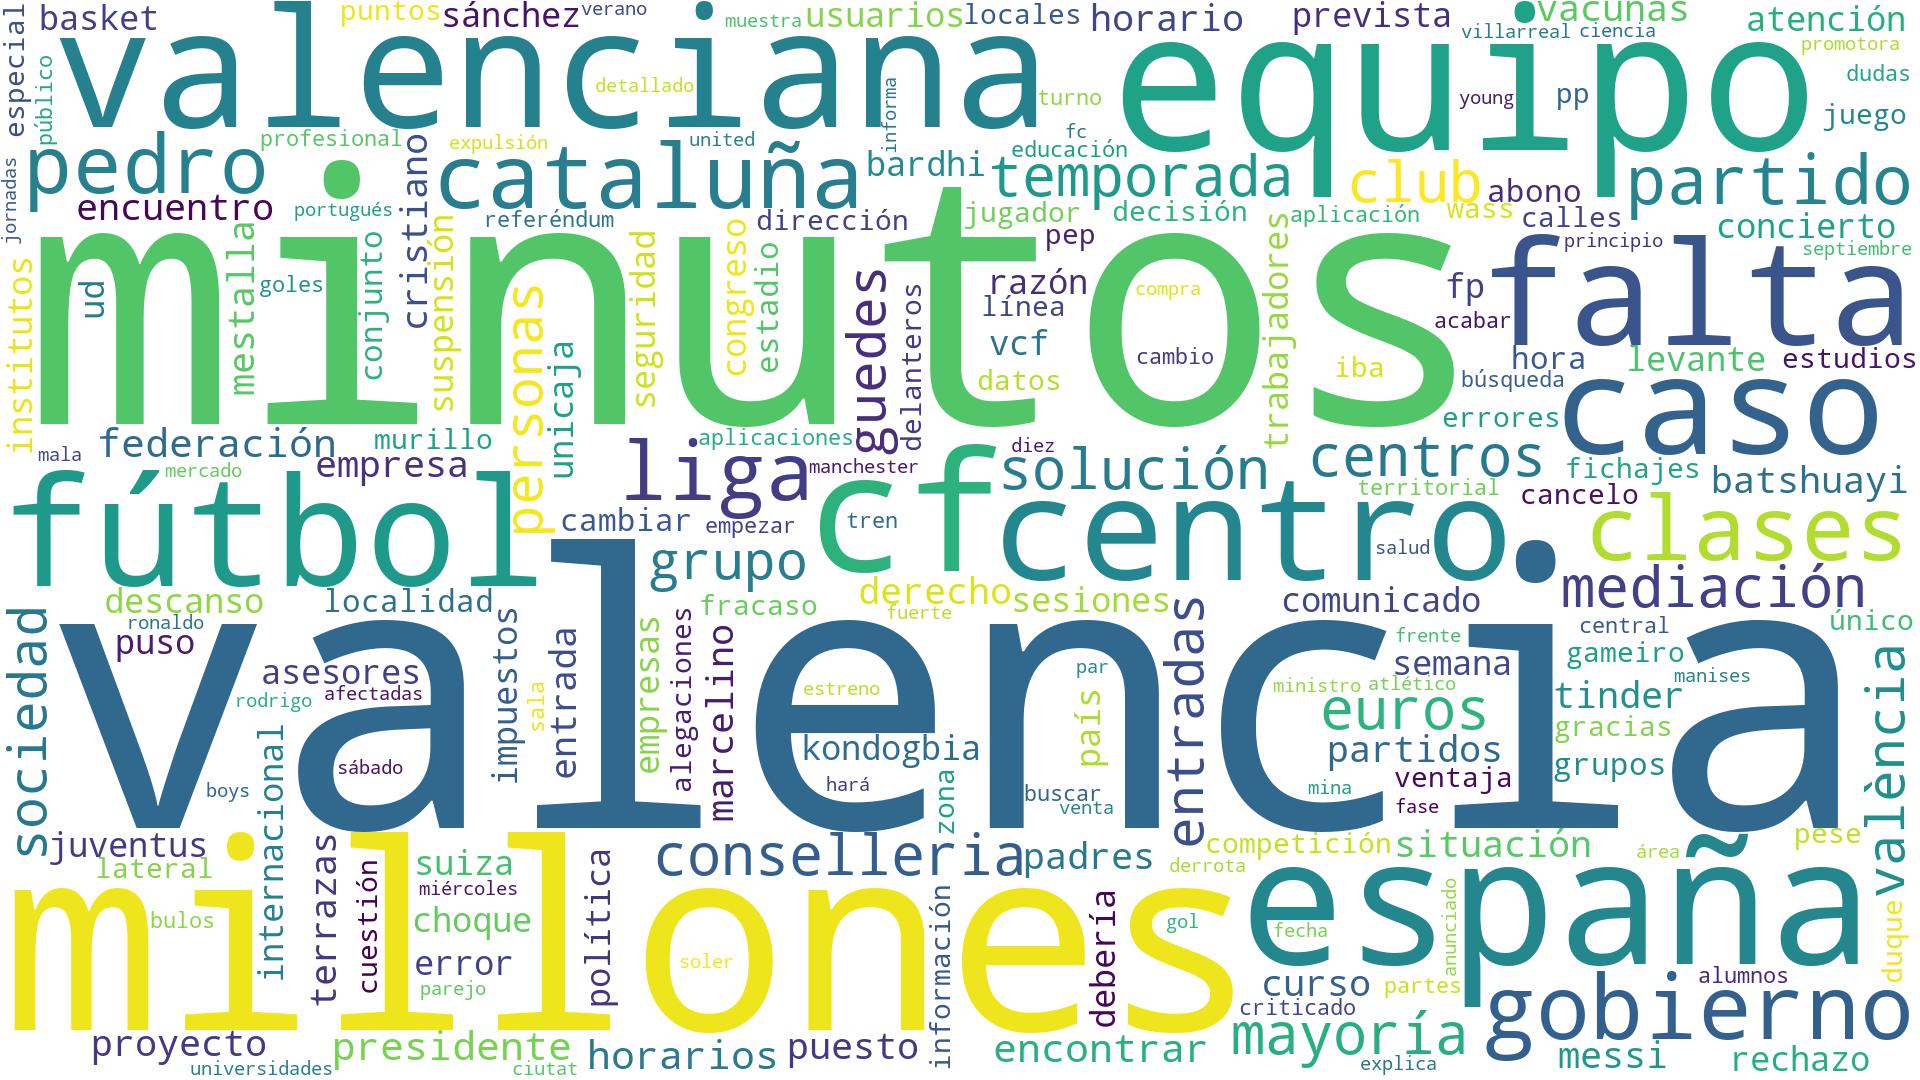 especial
basket
puntos
sánchez
verano
muestra
usuarios
locales
horario
prevista
vacunas
atención
valenciana
equipo
villarreal
ciencia
promotora
público
detallado
informa
turno
young
pp
dudas
juego
jornadas
pedro
profesional
cristiano
expulsión
united
cataluña
bardhi
fc
educación
temporada
club
abono
partido
encuentro
portugués
referéndum
dirección
jugador
decisión
aplicación
wass
calles
concierto
minutos
institutos
ud
mestalla
goles
conjunto
suspensión
personas
seguridad
congreso
estadio
guedes
delanteros
pep
razón
línea
vcf
datos
compra
cambio
trabajadores
iba
principio
septiembre
fp
acabar
falta
hora
levante
estudios
búsqueda
errores
caso
mala
federación
mercado
murillo
empresa
unicaja
aplicaciones
manchester
diez
liga
solución
centros
fichajes
batshuayi
territorial
cancelo
fútbol
cambiar
empezar
cf
tren
centro
salud
clases
grupo
descanso
localidad
ronaldo
puso
fracaso
derecho
fuerte
sesiones
comunicado
mediación
central
único
sociedad
valencia
asesores
rodrigo
afectadas
impuestos
sala
entrada
empresas
alegaciones
marcelino
estreno
kondogbia
hará
par
país
entradas
frente
semana
ministro
atlético
euros
gameiro
manises
tinder
gracias
partidos
grupos
ventaja
fase
mina
buscar
venta
zona
valència
sábado
boys
internacional
juventus
lateral
bulos
terrazas
cuestión
suiza
miércoles
choque
error
parejo
política
conselleria
padres
derrota
competición
situación
área
pese
millones
soler
información
debería
gol
españa
fecha
anunciado
duque
curso
partes
criticado
alumnos
gobierno
proyecto
universidades
presidente
ciutat
horarios
puesto
encontrar
mayoría
explica
messi
rechazo